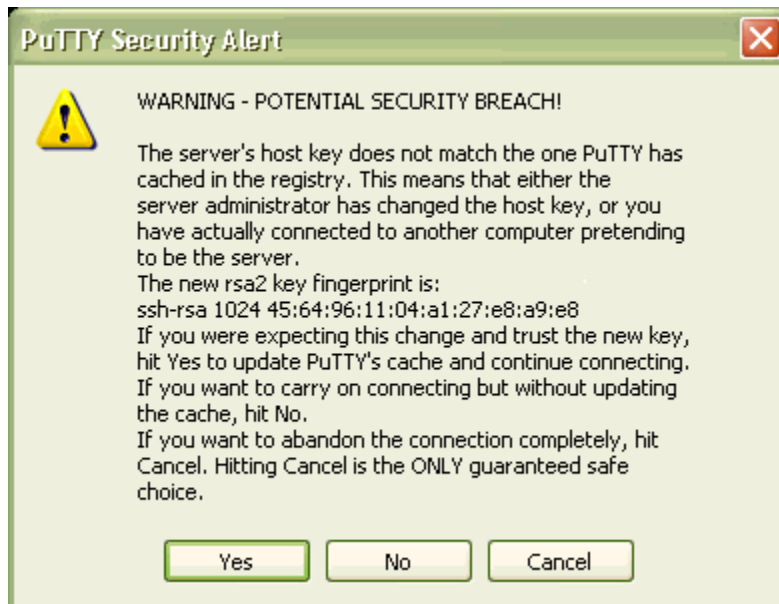 PuTTY Security Alert
WARNING - POTENTIAL SECURITY BREACH!
The server's host key does not match the one PuTTY has
cached in the registry. This means that either the
server administrator has changed the host key, or you
have actually connected to another computer pretending
to be the server.
The new rsa2 key fingerprint is:
ssh-rsa 1024 45:64:96:11:04:a1:27:e8:a9:e8
If you were expecting this change and trust the new key,
hit Yes to update PuTTY's cache and continue connecting.
If you want to carry on connecting but without updating
the cache, hit No.
If you want to abandon the connection completely, hit
Cancel. Hitting Cancel is the ONLY guaranteed safe
choice.
Yes No Cancel